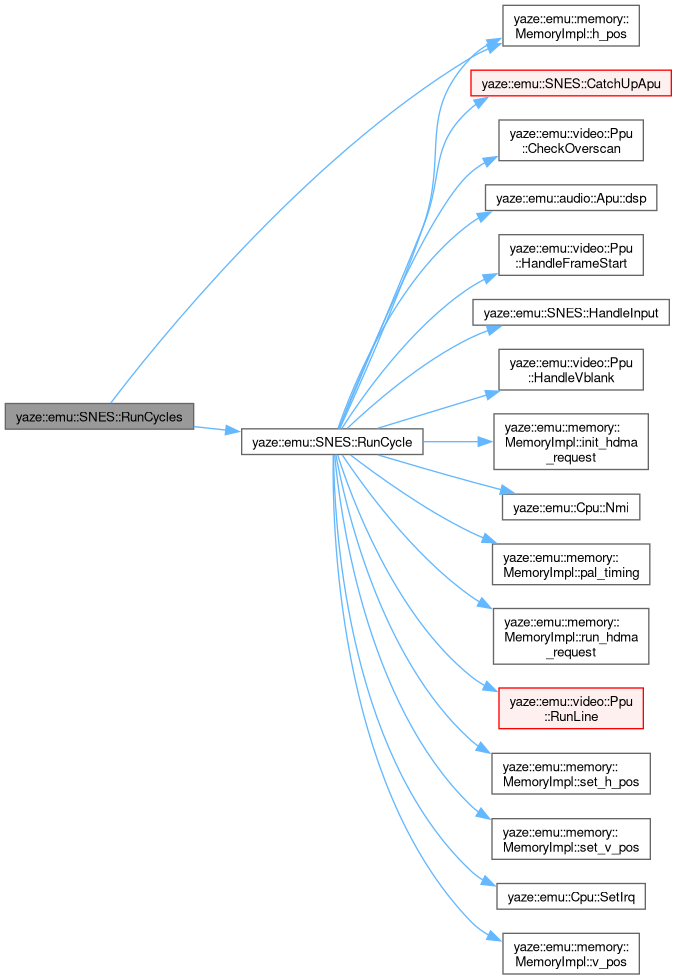 yaze::emu::memory::
MemoryImpl::h_pos
yaze::emu::SNES::CatchUpApu
yaze::emu::video::Ppu
::CheckOverscan
yaze::emu::audio::Apu::dsp
yaze::emu::video::Ppu
::HandleFrameStart
yaze::emu::SNES::HandleInput
yaze::emu::video::Ppu
::HandleVblank
yaze::emu::SNES::RunCycles
yaze::emu::SNES::RunCycle
yaze::emu::memory::
MemoryImpl::init_hdma
_request
yaze::emu::Cpu::Nmi
yaze::emu::memory::
MemoryImpl::pal_timing
yaze::emu::memory::
MemoryImpl::run_hdma
_request
yaze::emu::video::Ppu
::RunLine
yaze::emu::memory::
MemoryImpl::set_h_pos
yaze::emu::memory::
MemoryImpl::set_v_pos
yaze::emu::Cpu::SetIrq
yaze::emu::memory::
MemoryImpl::v_pos